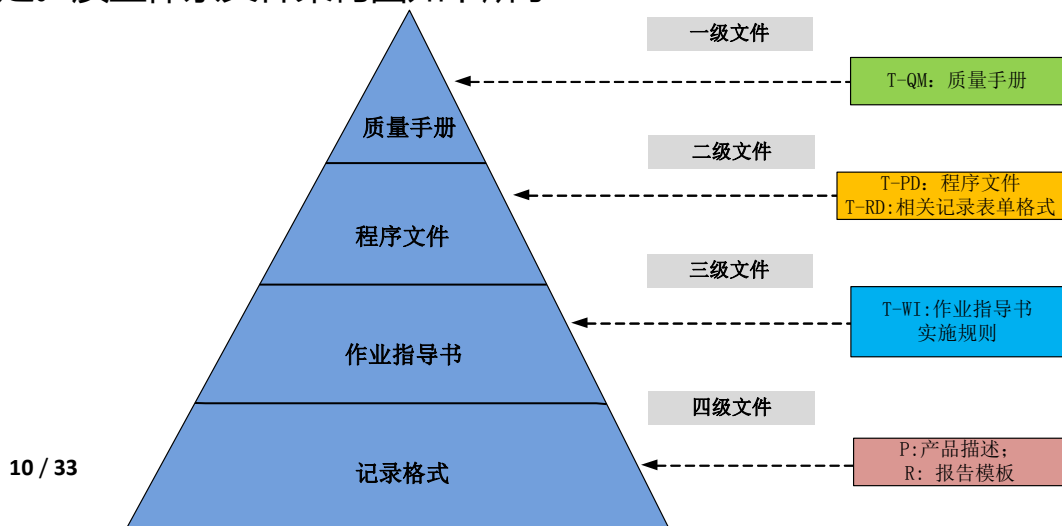 一级文件
T-QM: 质量手册
质量手册
二级文件
T-PD: 程序文件
T-RD:相关记录表单格式
程序文件
三级文件
T-WI:作业指导书
实施规则
作业指导书
四级文件
P:产品描述;
R: 报告模板
记录格式
10 / 33